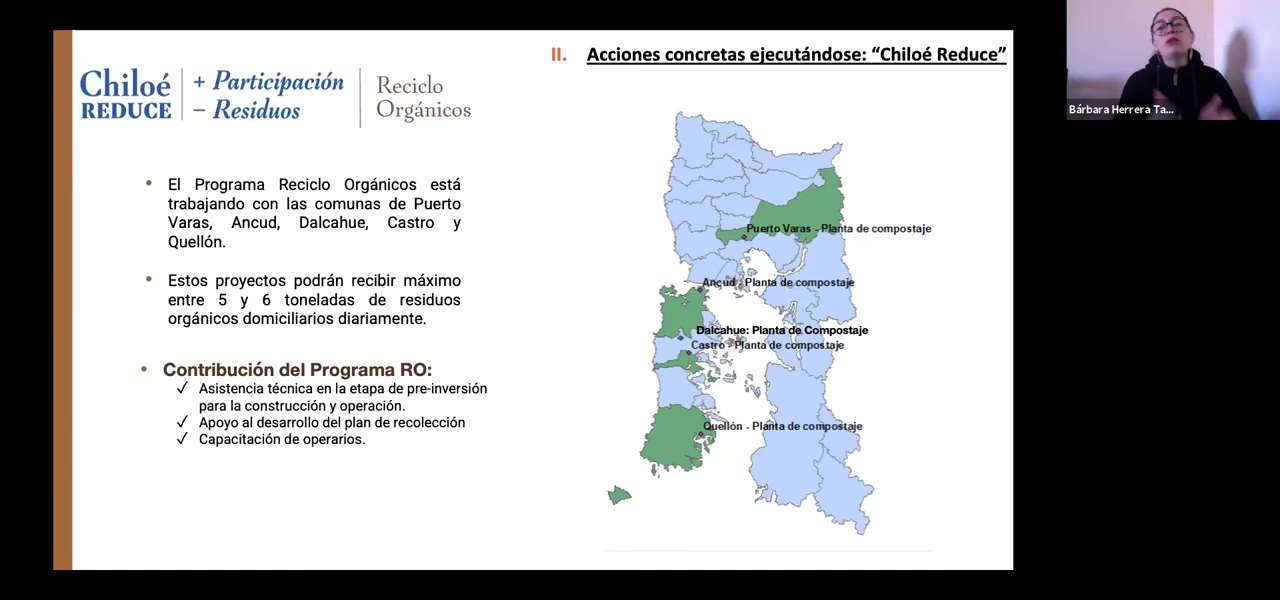 II. Acciones concretas ejecutándose: “Chiloé Reduce”
Chiloé
REDUCE
+ Participación
– Residuos
Reciclo
Orgánicos
• El Programa Reciclo Orgánicos está
trabajando con las comunas de Puerto
Varas, Ancud, Dalcahue, Castro y
Quellón.
• Estos proyectos podrán recibir máximo
entre 5 y 6 toneladas de residuos
orgánicos domiciliarios diariamente.
• Contribución del Programa RO:
✓ Asistencia técnica en la etapa de pre-inversión
para la construcción y operación.
✓ Apoyo al desarrollo del plan de recolección
✓ Capacitación de operarios.
Puerto Varas - Planta de compostaje
Ancud - Planta de compostaje
Dalcahue: Planta de Compostaje
Castro - Planta de compostaje
Quellón - Planta de compostaje
Bárbara Herrera Ta...